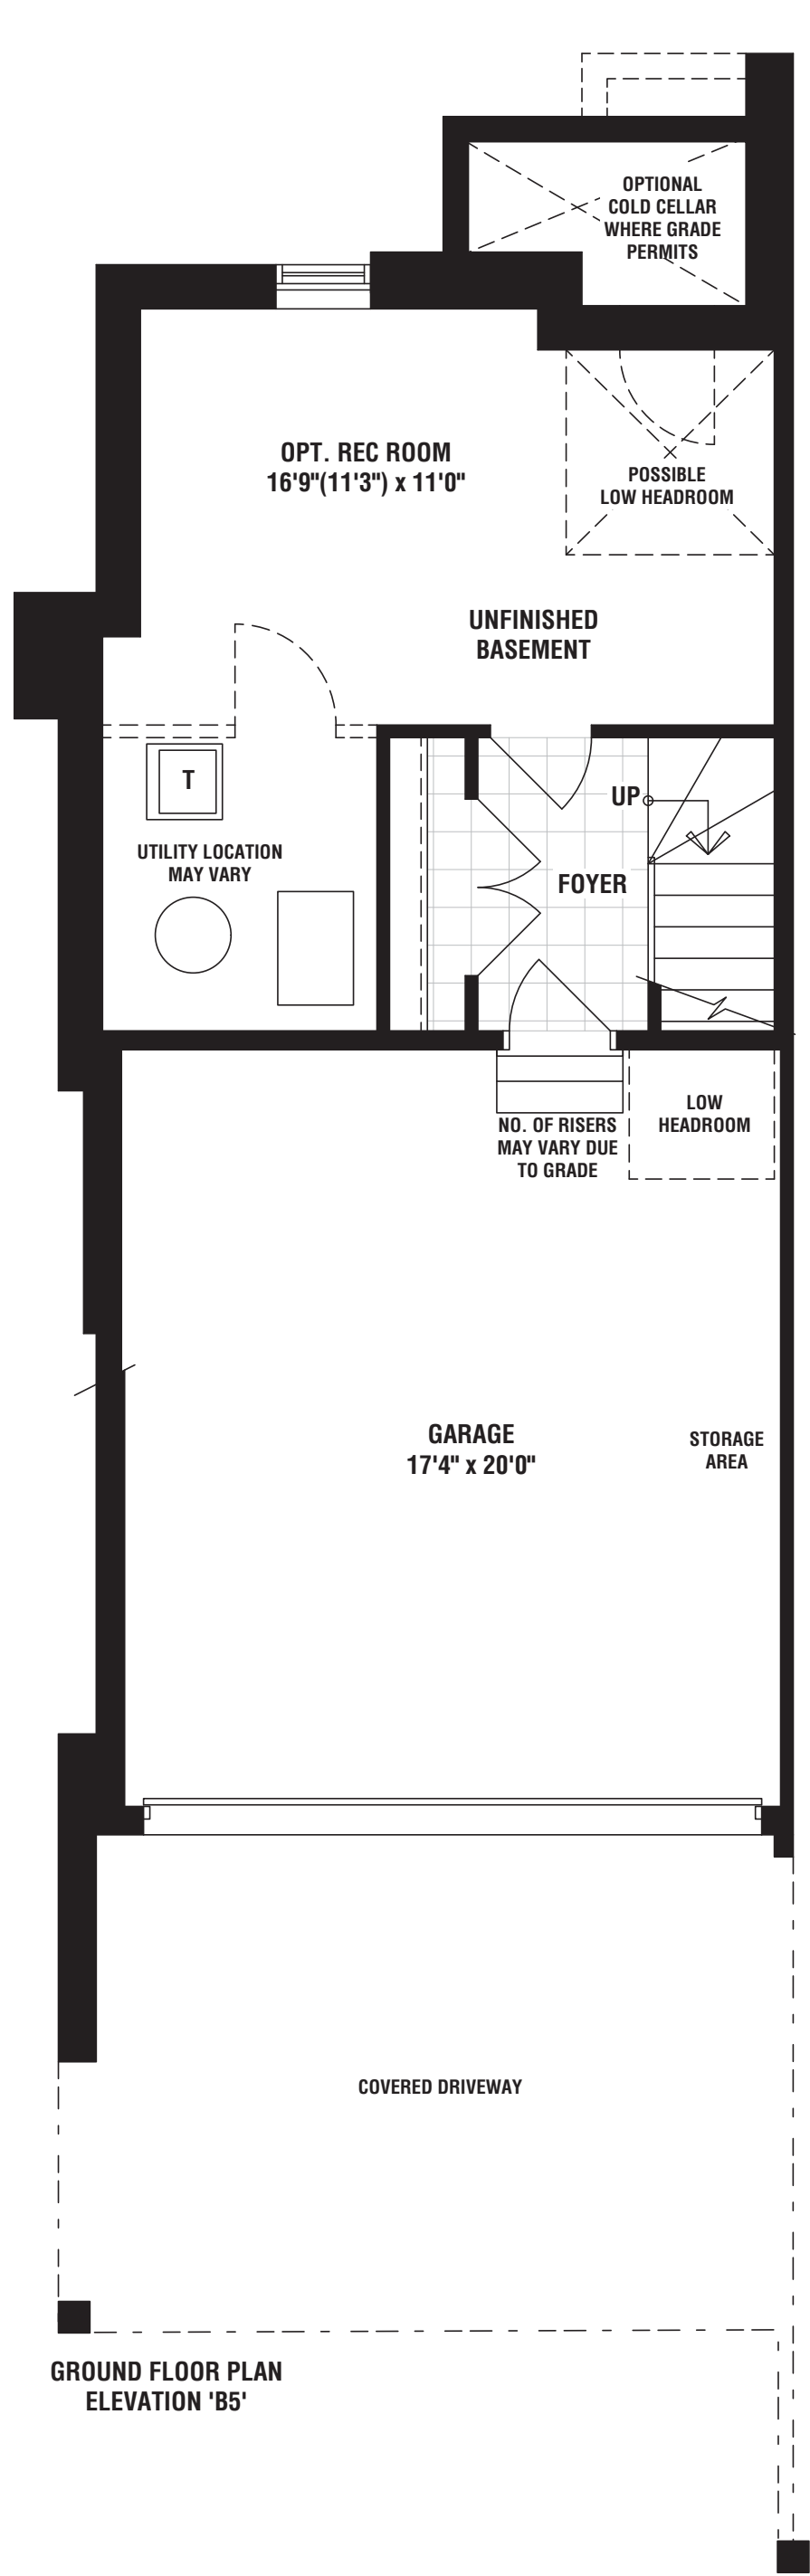 OPTIONAL
COLD CELLAR
WHERE GRADE
PERMITS
OPT. REC ROOM
16'9"(11'3") x 11'0"
POSSIBLE
LOW HEADROOM
UNFINISHED
BASEMENT
T
UP
UTILITY LOCATION
MAY VARY
FOYER
LOW
HEADROOM
NO. OF RISERS
MAY VARY DUE
TO GRADE
GARAGE
17'4" x 20'0"
STORAGE
AREA
COVERED DRIVEWAY
GROUND FLOOR PLAN
ELEVATION 'B5'